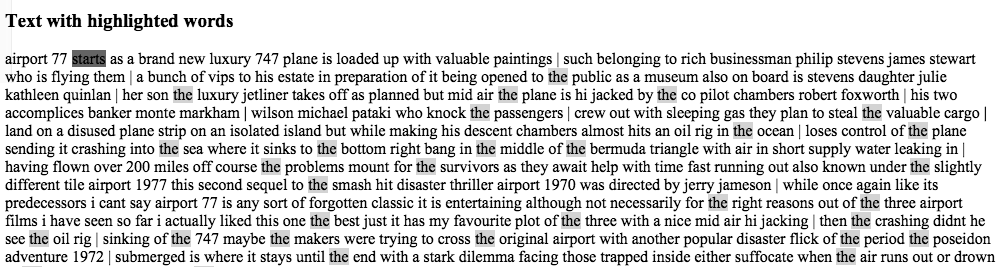 Text with highlighted words
airport 77 starts as a brand new luxury 747 plane is loaded up with valuable paintings | such belonging to rich businessman philip stevens james stewart
who is flying them | a bunch of vips to his estate in preparation of it being opened to the public as a museum also on board is stevens daughter julie
kathleen quinlan | her son the luxury jetliner takes off as planned but mid air the plane is hi jacked by the co pilot chambers robert foxworth | his two
accomplices banker monte markham | wilson michael pataki who knock the passengers | crew out with sleeping gas they plan to steal the valuable cargo |
land on a disused plane strip on an isolated island but while making his descent chambers almost hits an oil rig in the ocean | loses control of the plane
sending it crashing into the sea where it sinks to the bottom right bang in the middle of the bermuda triangle with air in short supply water leaking in |
having flown over 200 miles off course the problems mount for the survivors as they await help with time fast running out also known under the slightly
different tile airport 1977 this second sequel to the smash hit disaster thriller airport 1970 was directed by jerry jameson | while once again like its
predecessors i cant say airport 77 is any sort of forgotten classic it is entertaining although not necessarily for the right reasons out of the three airport
films i have seen so far i actually liked this one the best just it has my favourite plot of the three with a nice mid air hi jacking | then the crashing didnt he
see the oil rig | sinking of the 747 maybe the makers were trying to cross the original airport with another popular disaster flick of the period the poseidon
adventure 1972 | submerged is where it stays until the end with a stark dilemma facing those trapped inside either suffocate when the air runs out or drown